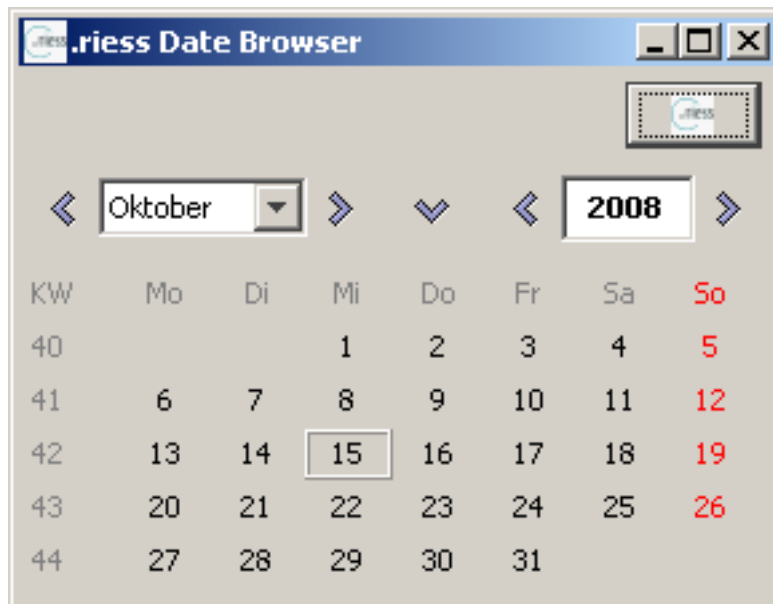 .riess .riess Date Browser
.riess
Oktober 2008
KW Mo Di Mi Do Fr Sa So
40 1 2 3 4 5
41 6 7 8 9 10 11 12
42 13 14 15 16 17 18 19
43 20 21 22 23 24 25 26
44 27 28 29 30 31